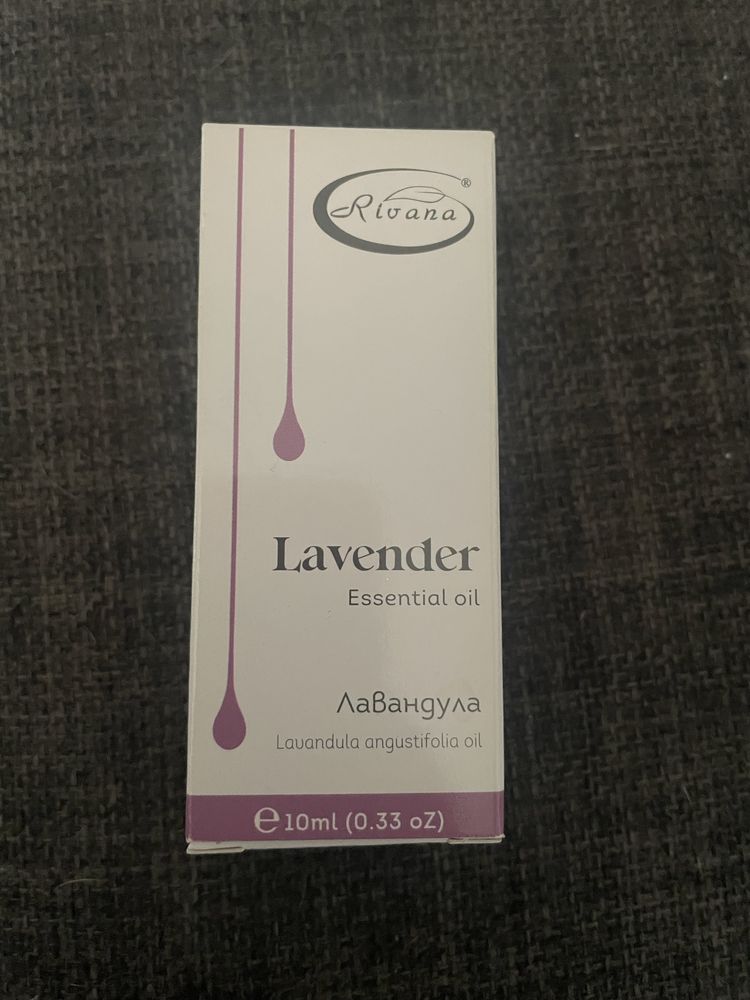 Rivana®
Lavender
Essential oil
Лавандула
Lavandula angustifolia oil
℮10ml (0.33 oZ)